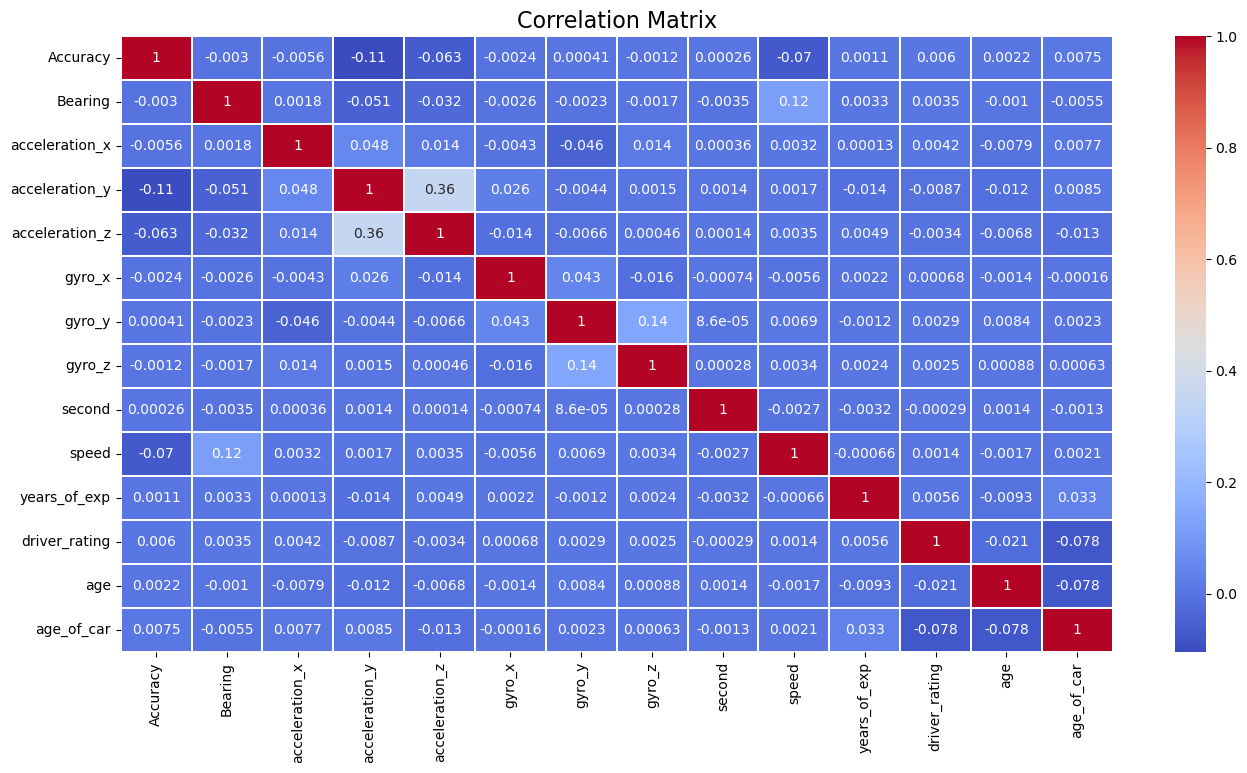 Correlation Matrix
Accuracy 1 -0.003 -0.0056 -0.11 -0.063 -0.0024 0.00041 -0.0012 0.00026 -0.07 0.0011 0.006 0.0022 0.0075
Bearing -0.003 1 0.0018 -0.051 -0.032 -0.0026 -0.0023 -0.0017 -0.0035 0.12 0.0033 0.0035 -0.001 -0.0055
acceleration_x -0.0056 0.0018 1 0.048 0.014 -0.0043 -0.046 0.014 0.00036 0.0032 0.00013 0.0042 -0.0079 0.0077
acceleration_y -0.11 -0.051 0.048 1 0.36 0.026 -0.0044 0.0015 0.0014 0.0017 -0.014 -0.0087 -0.012 0.0085
acceleration_z -0.063 -0.032 0.014 0.36 1 -0.014 -0.0066 0.00046 0.00014 0.0035 0.0049 -0.0034 -0.0068 -0.013
gyro_x -0.0024 -0.0026 -0.0043 0.026 -0.014 1 0.043 -0.016 -0.00074 -0.0056 0.0022 0.00068 -0.0014 -0.00016
gyro_y 0.00041 -0.0023 -0.046 -0.0044 -0.0066 0.043 1 0.14 8.6e-05 0.0069 -0.0012 0.0029 0.0084 0.0023
gyro_z -0.0012 -0.0017 0.014 0.0015 0.00046 -0.016 0.14 1 0.00028 0.0034 0.0024 0.0025 0.00088 0.00063
second 0.00026 -0.0035 0.00036 0.0014 0.00014 -0.00074 8.6e-05 0.00028 1 -0.0027 -0.0032 -0.00029 0.0014 -0.0013
speed -0.07 0.12 0.0032 0.0017 0.0035 -0.0056 0.0069 0.0034 -0.0027 1 -0.00066 0.0014 -0.0017 0.0021
years_of_exp 0.0011 0.0033 0.00013 -0.014 0.0049 0.0022 -0.0012 0.0024 -0.0032 -0.00066 1 0.0056 -0.0093 0.033
driver_rating 0.006 0.0035 0.0042 -0.0087 -0.0034 0.00068 0.0029 0.0025 -0.00029 0.0014 0.0056 1 -0.021 -0.078
age 0.0022 -0.001 -0.0079 -0.012 -0.0068 -0.0014 0.0084 0.00088 0.0014 -0.0017 -0.0093 -0.021 1 -0.078
age_of_car 0.0075 -0.0055 0.0077 0.0085 -0.013 -0.00016 0.0023 0.00063 -0.0013 0.0021 0.033 -0.078 -0.078 1
Accuracy Bearing acceleration_x acceleration_y acceleration_z gyro_x gyro_y gyro_z second speed years_of_exp driver_rating age age_of_car
1.0
0.8
0.6
0.4
0.2
0.0